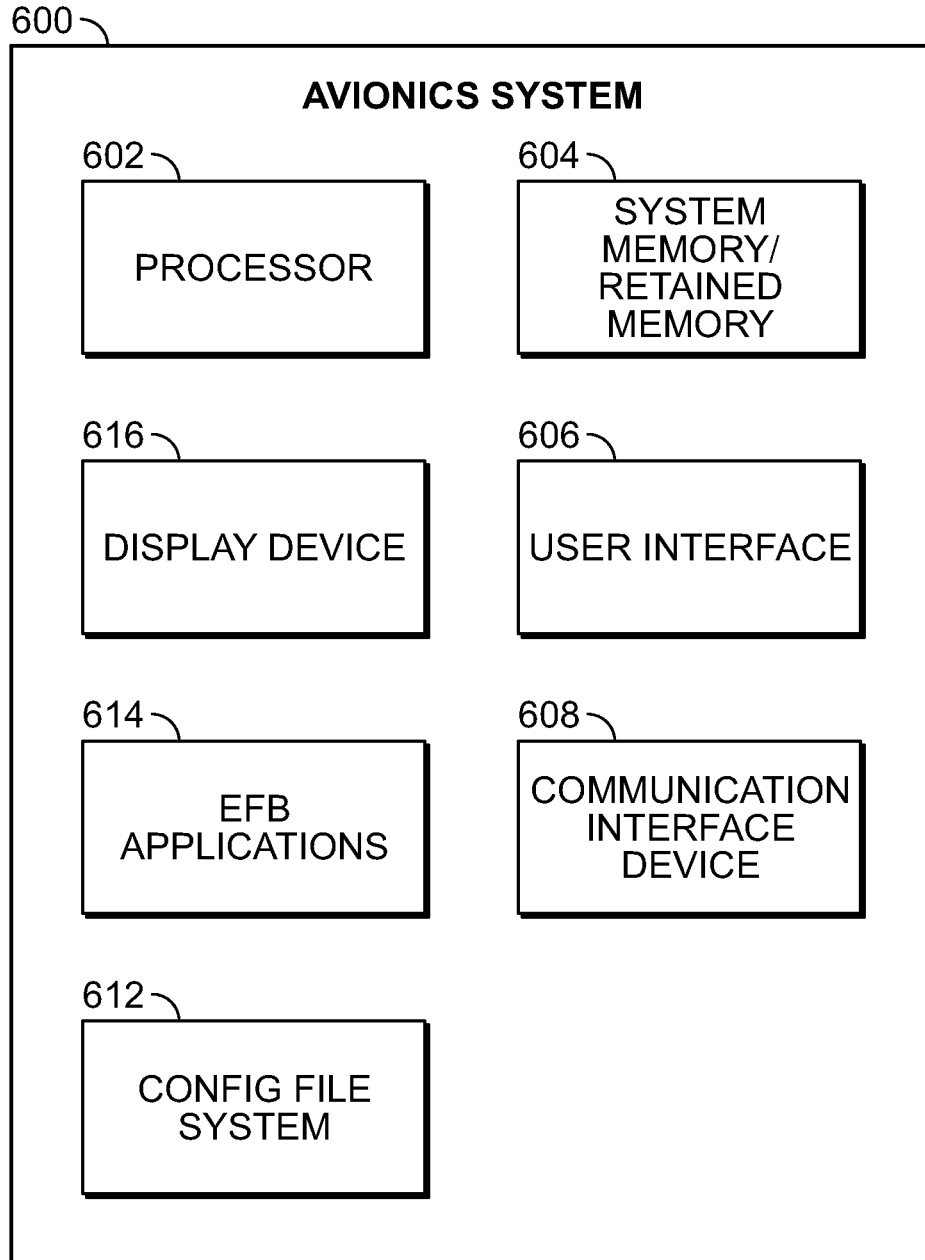 600
AVIONICS SYSTEM
602
PROCESSOR
604
SYSTEM
MEMORY/
RETAINED
MEMORY
616
DISPLAY DEVICE
606
USER INTERFACE
614
EFB
APPLICATIONS
608
COMMUNICATION
INTERFACE
DEVICE
612
CONFIG FILE
SYSTEM